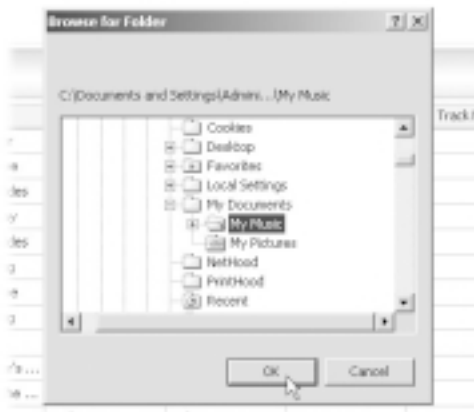 Browse for Folder
C:\Documents and Settings\Admini...\My Music
Track
Cookies
Desktop
Favorites
Local Settings
My Documents
My Music
My Pictures
NetHood
PrintHood
Recent
OK
Cancel